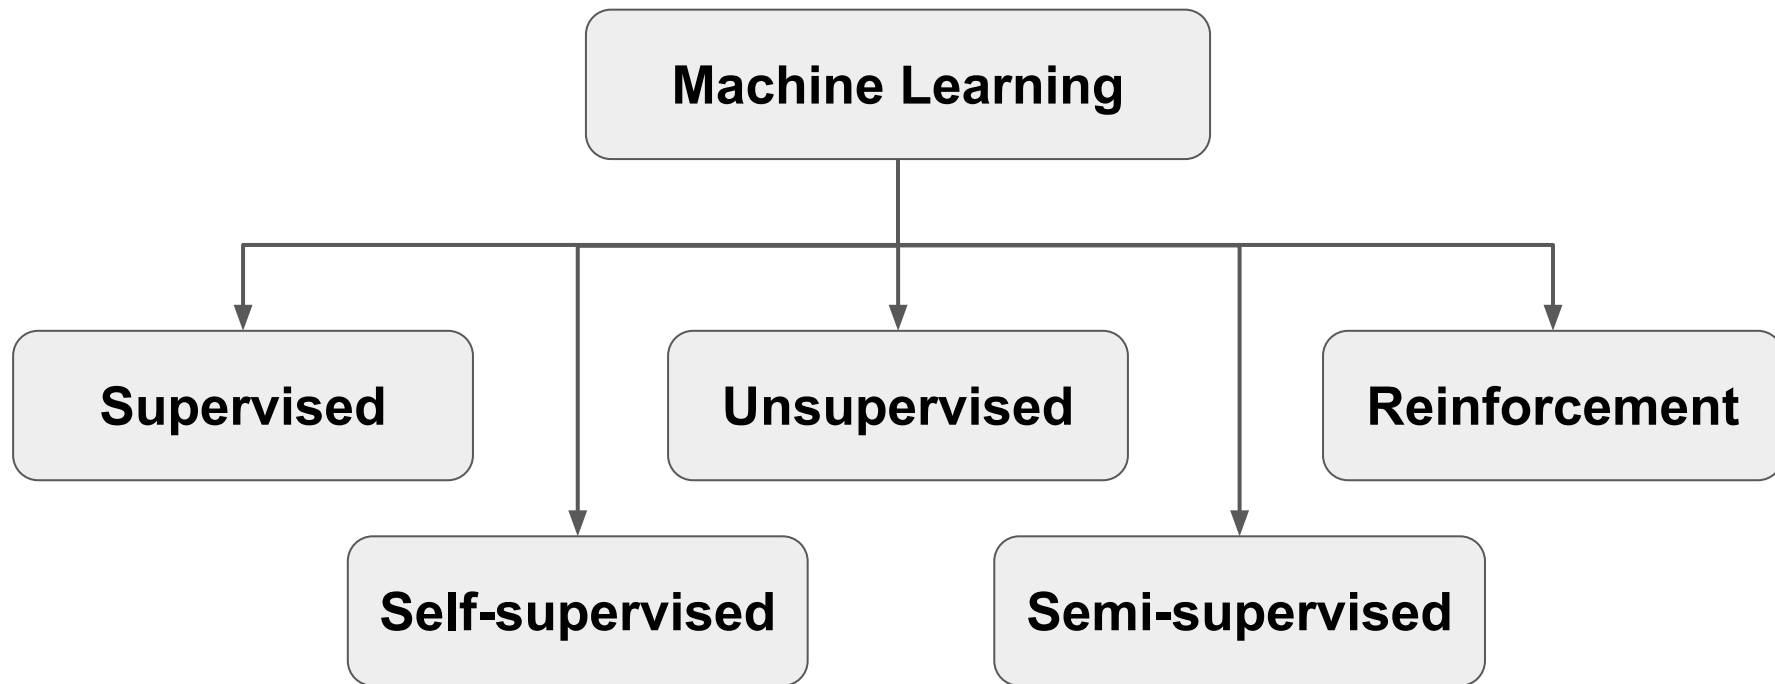 Machine Learning
Supervised
Unsupervised
Reinforcement
Self-supervised
Semi-supervised